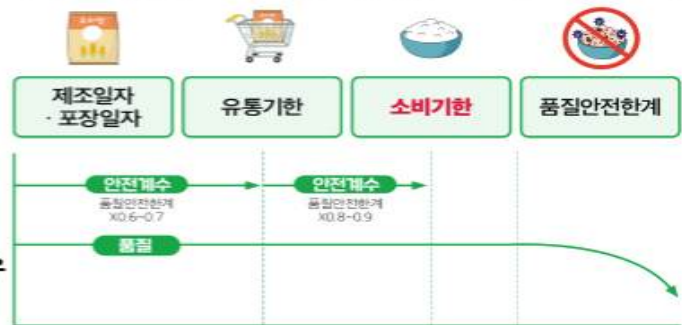 제조일자
· 포장일자
유통기한
소비기한
품질안전한계
안전계수
품질안전한계
X0.6~0.7
안전계수
품질안전한계
X0.8~0.9
품질